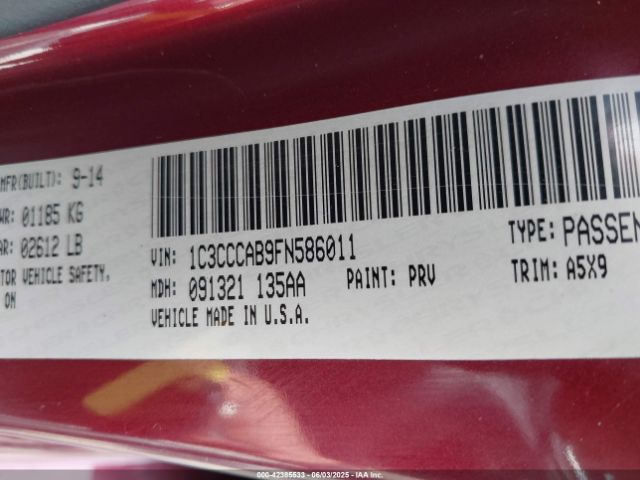 MFR(BUILT): 9-14
WR: 01185 KG
AR: 02612 LB
TOR VEHICLE SAFETY,
ON
VIN: 1C3CCCAB9FN586011
TYPE: PASSEN
MDH: 091321 135AA
PAINT: PRV
TRIM: A5X9
VEHICLE MADE IN U.S.A.
000-42385533 - 06/03/2025 - IAA Inc.